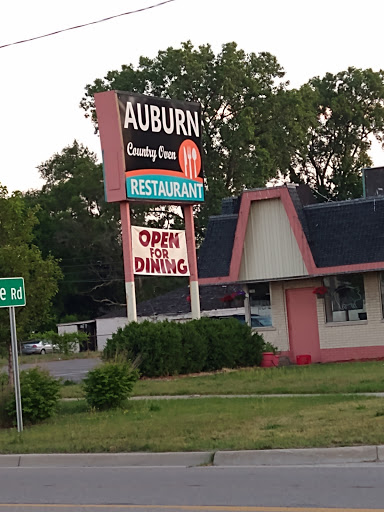 AUBURN
Country Oven
RESTAURANT
OPEN
FOR
DINING
e Rd